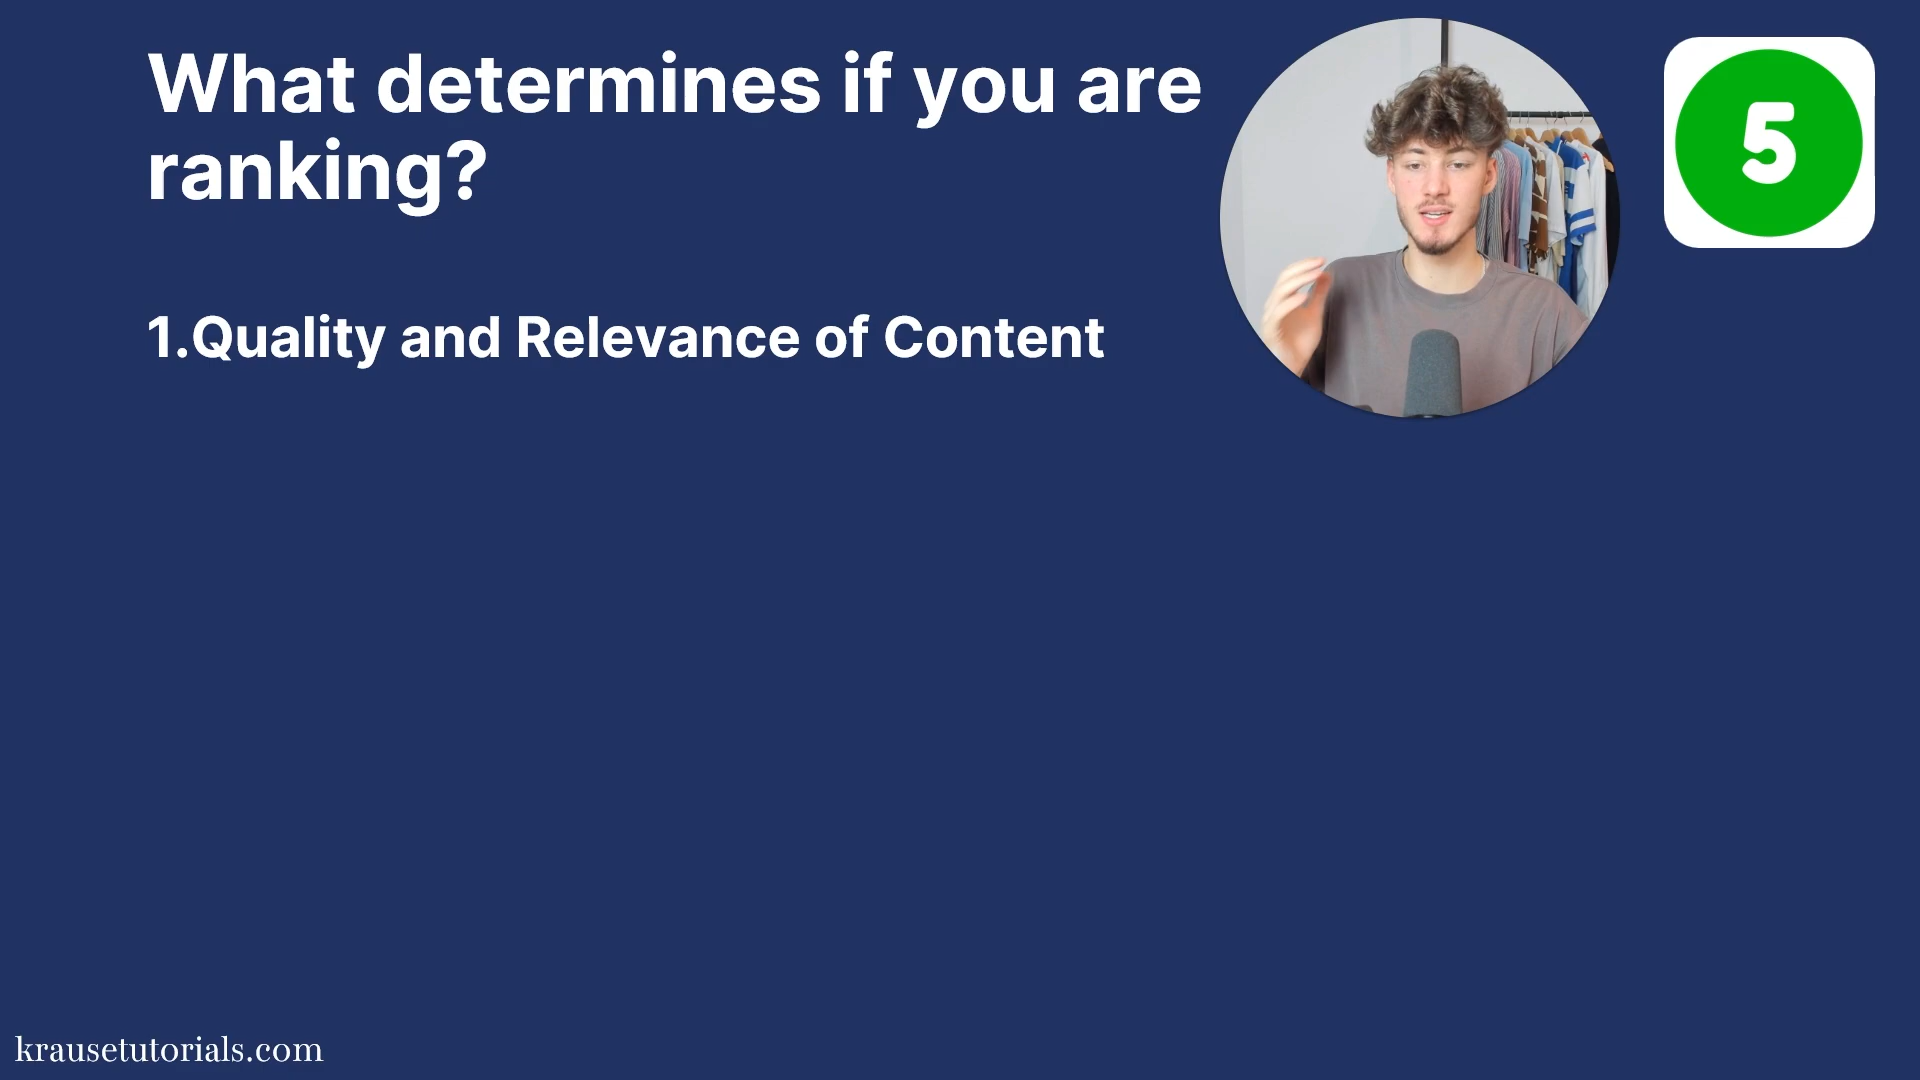 What determines if you are
ranking?
5
1.Quality and Relevance of Content
krausetutorials.com